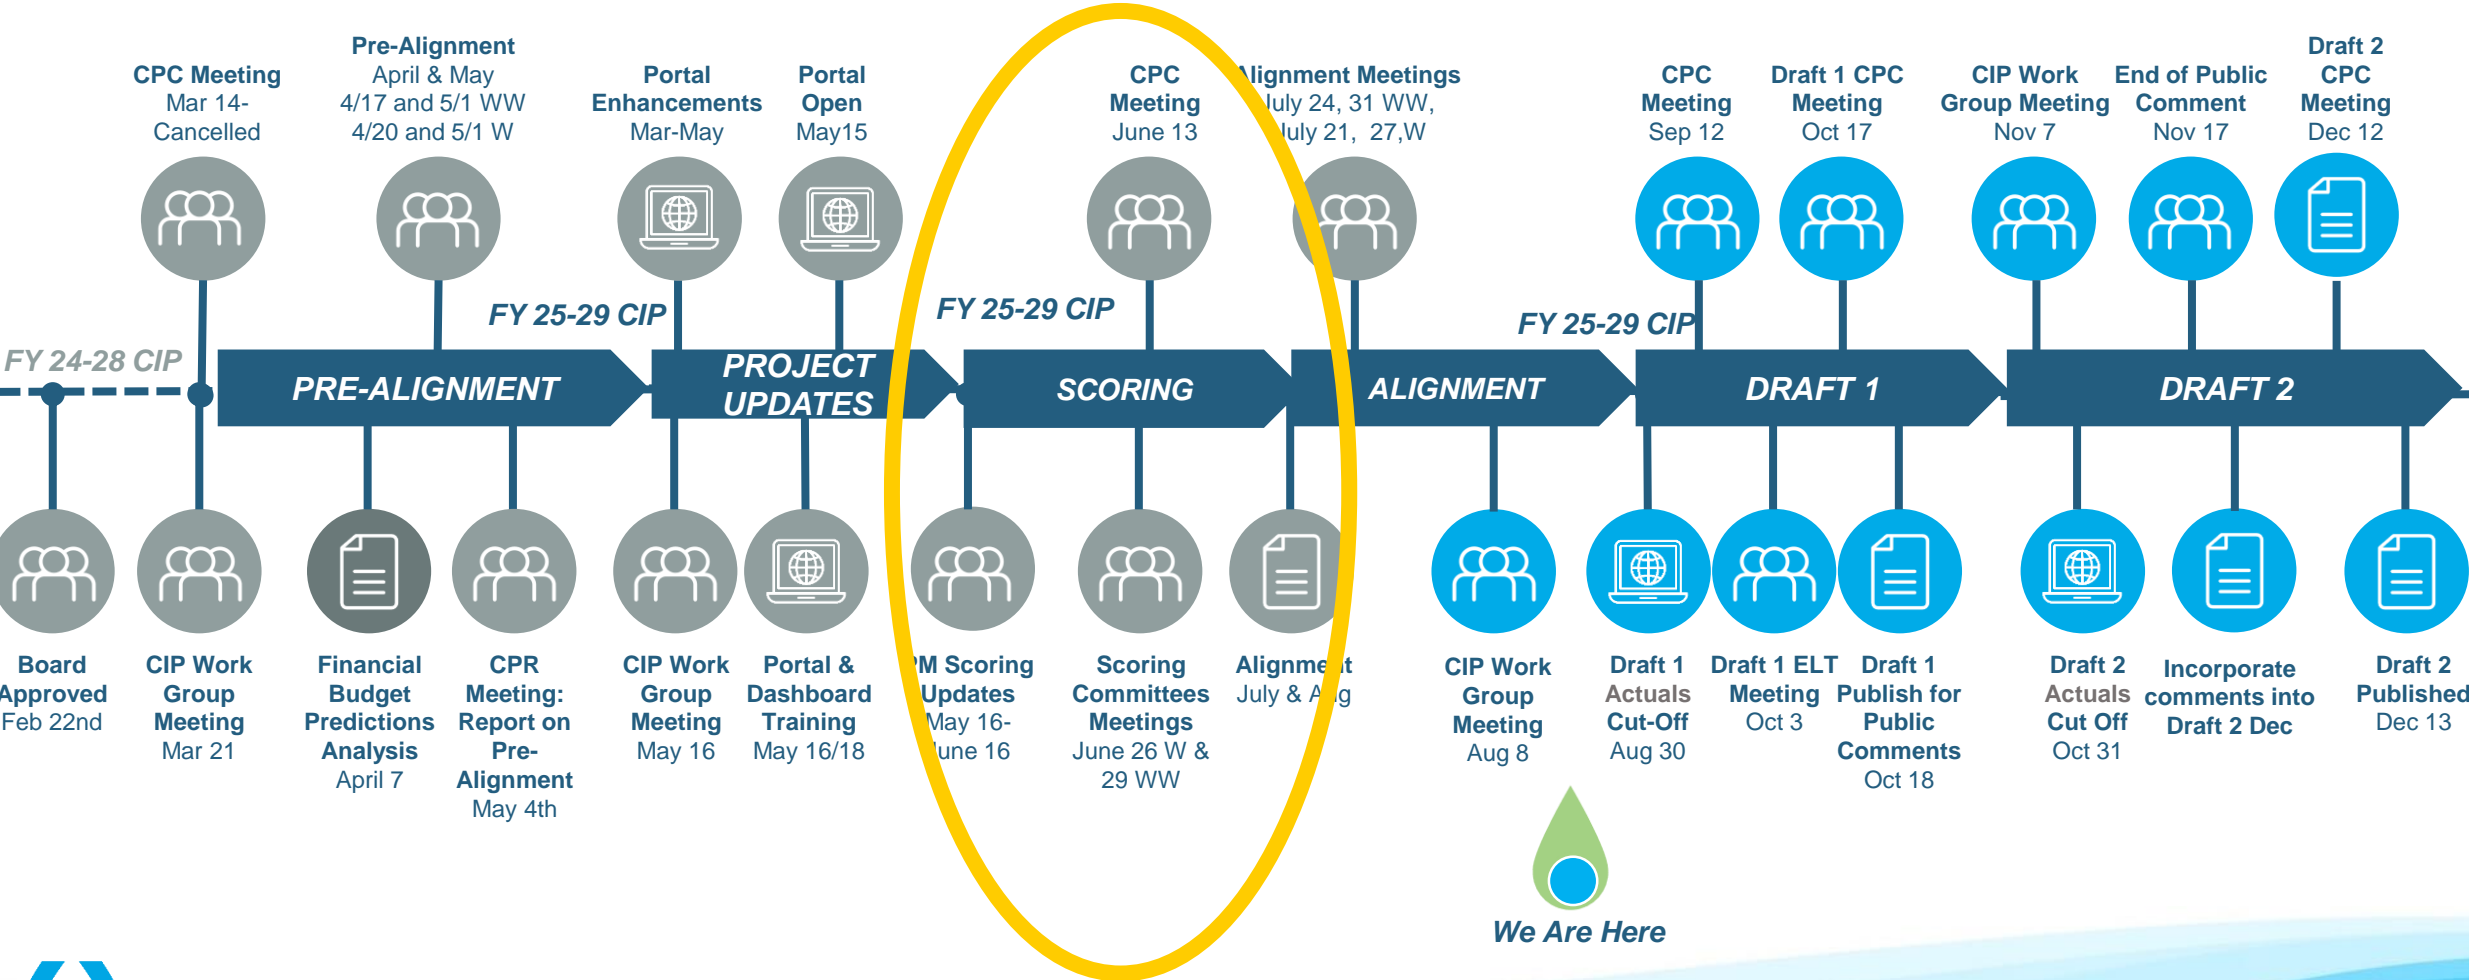 CPC Meeting
Mar 14-
Cancelled
Pre-Alignment
April & May
4/17 and 5/1 WW
4/20 and 5/1 W
Portal
Enhancements
Mar-May
Portal
Open
May15
CPC
Meeting
June 13
Alignment Meetings
July 24, 31 WW,
July 21, 27,W
CPC
Meeting
Sep 12
Draft 1 CPC
Meeting
Oct 17
CIP Work
Group Meeting
Nov 7
End of Public
Comment
Nov 17
Draft 2
CPC
Meeting
Dec 12
FY 24-28 CIP
FY 25-29 CIP
FY 25-29 CIP
FY 25-29 CIP
PRE-ALIGNMENT
PROJECT
UPDATES
SCORING
ALIGNMENT
DRAFT 1
DRAFT 2
Board
Approved
Feb 22nd
CIP Work
Group
Meeting
Mar 21
Financial
Budget
Predictions
Analysis
April 7
CPR
Meeting:
Report on
Pre-
Alignment
May 4th
CIP Work
Group
Meeting
May 16
Portal &
Dashboard
Training
May 16/18
PM Scoring
Updates
May 16-
June 16
Scoring
Committees
Meetings
June 26 W &
29 WW
Alignment
July & Aug
CIP Work
Group
Meeting
Aug 8
Draft 1
Actuals
Cut-Off
Aug 30
Draft 1 ELT
Meeting
Oct 3
Draft 1
Publish for
Public
Comments
Oct 18
Draft 2
Actuals
Cut Off
Oct 31
Incorporate
comments into
Draft 2 Dec
Draft 2
Published
Dec 13
We Are Here